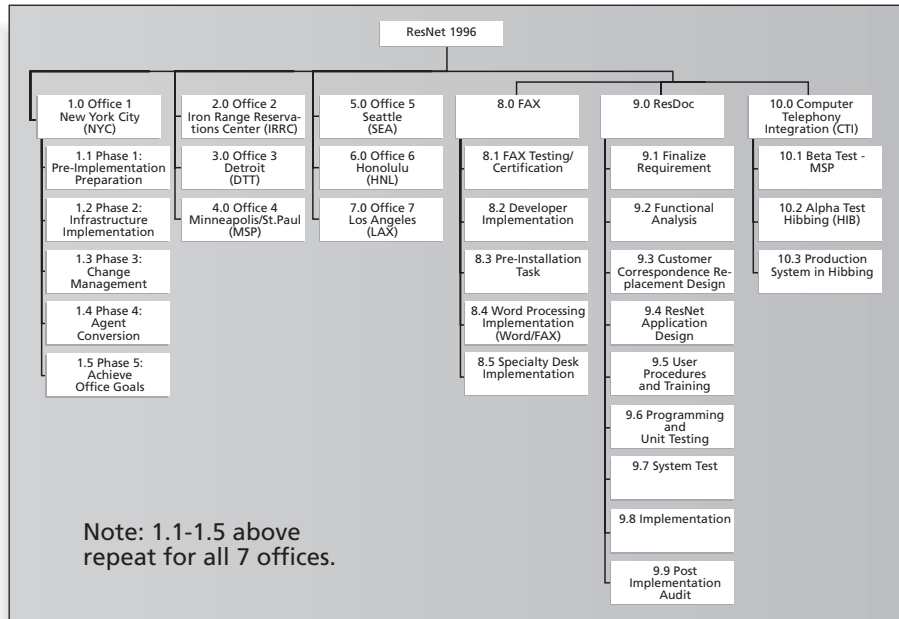 ResNet 1996
1.0 Office 1
New York City
(NYC)
1.1 Phase 1:
Pre-Implementation
Preparation
1.2 Phase 2:
Infrastructure
Implementation
1.3 Phase 3:
Change
Management
1.4 Phase 4:
Agent
Conversion
1.5 Phase 5:
Achieve
Office Goals
2.0 Office 2
Iron Range Reserva-
tions Center (IRRC)
3.0 Office 3
Detroit
(DTT)
4.0 Office 4
Minneapolis/St.Paul
(MSP)
5.0 Office 5
Seattle
(SEA)
6.0 Office 6
Honolulu
(HNL)
7.0 Office 7
Los Angeles
(LAX)
8.0 FAX
8.1 FAX Testing/
Certification
8.2 Developer
Implementation
8.3 Pre-Installation
Task
8.4 Word Processing
Implementation
(Word/FAX)
8.5 Specialty Desk
Implementation
9.0 ResDoc
9.1 Finalize
Requirement
9.2 Functional
Analysis
9.3 Customer
Correspondence Re-
placement Design
9.4 ResNet
Application
Design
9.5 User
Procedures
and Training
9.6 Programming
and
Unit Testing
9.7 System Test
9.8 Implementation
9.9 Post
Implementation
Audit
10.0 Computer
Telephony
Integration (CTI)
10.1 Beta Test -
MSP
10.2 Alpha Test
Hibbing (HIB)
10.3 Production
System in Hibbing
Note: 1.1-1.5 above
repeat for all 7 offices.